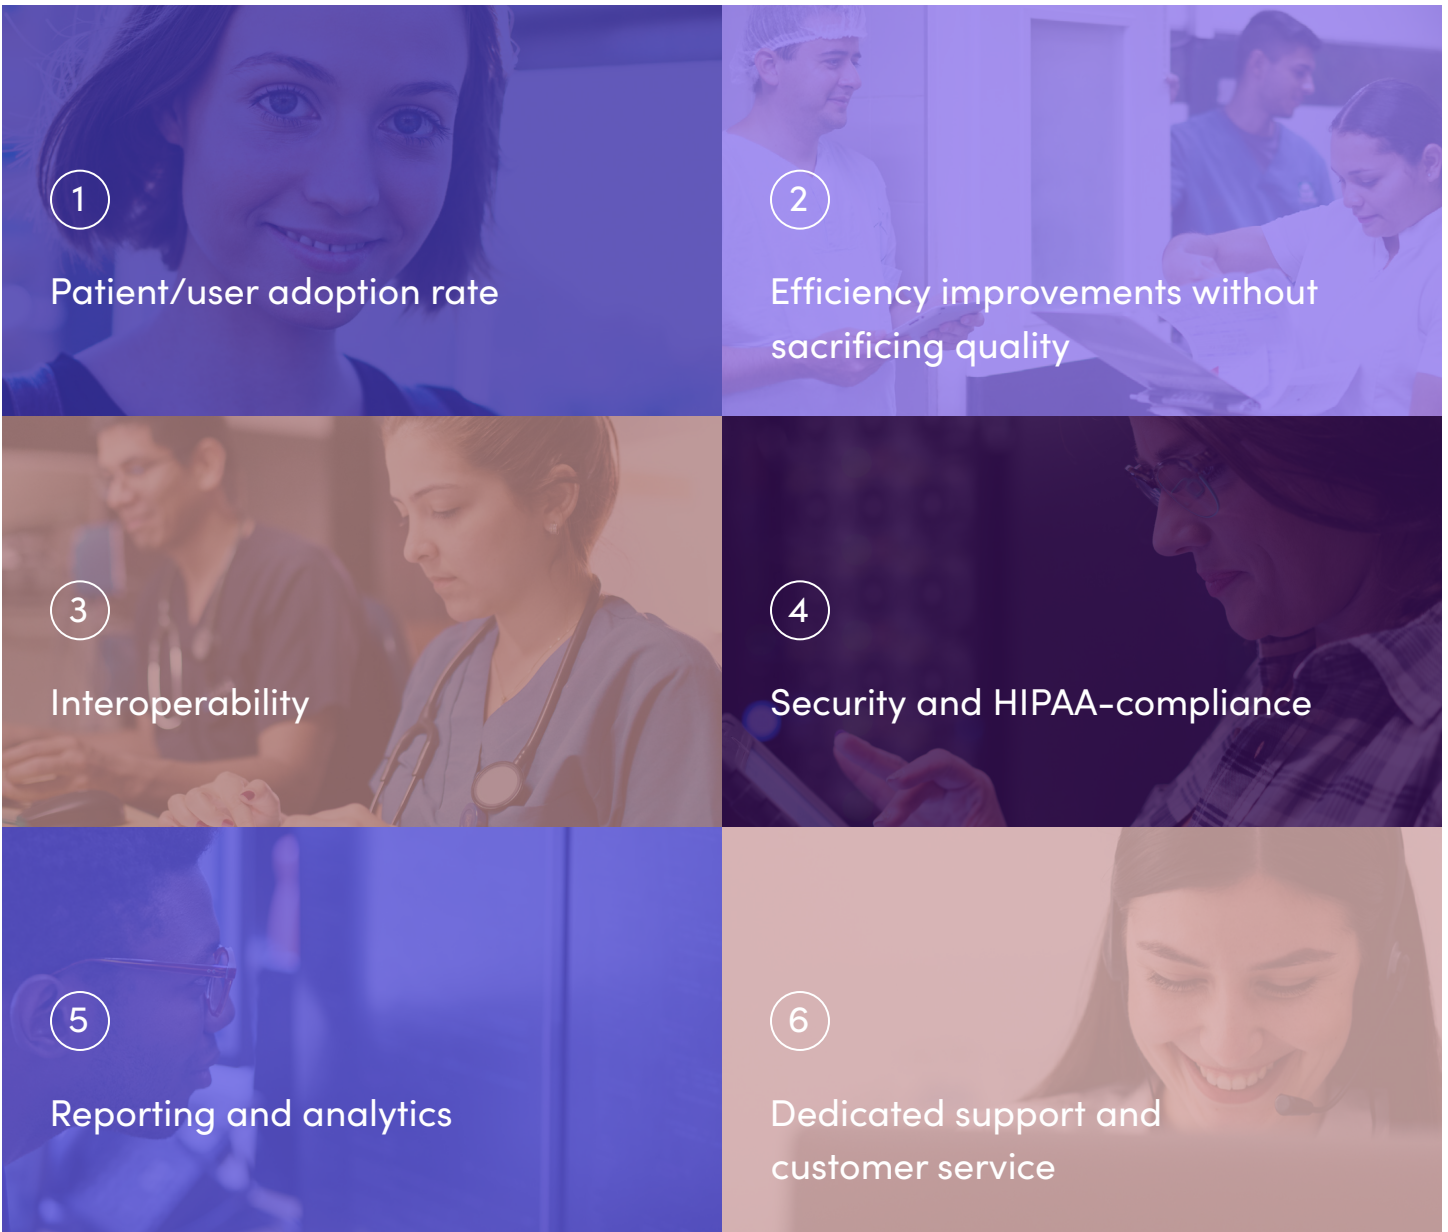 1
Patient/user adoption rate
2
Efficiency improvements without
sacrificing quality
3
Interoperability
4
Security and HIPAA-compliance
5
Reporting and analytics
6
Dedicated support and
customer service